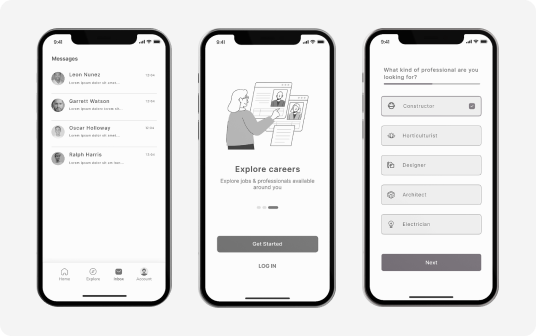 9:41
Messages
Levn Nunez
12:04
Lorem ipsum dolor sit amet...
Garrett Watson
12:04
Lorem ipsum dolor sit amet...
Oscar Holloway
12:04
Lorem ipsum dolor sit amet...
Ralph Harris
12:04
Lorem ipsum dolor sit am...
Home Explore Inbox Account
9:41
Explore careers
Explore jobs & professionals available
around you
Get Started
LOG IN
9:41
What kind of professional are you
looking for?
Constructor
Horticulturist
Designer
Architect
Electrician
Next